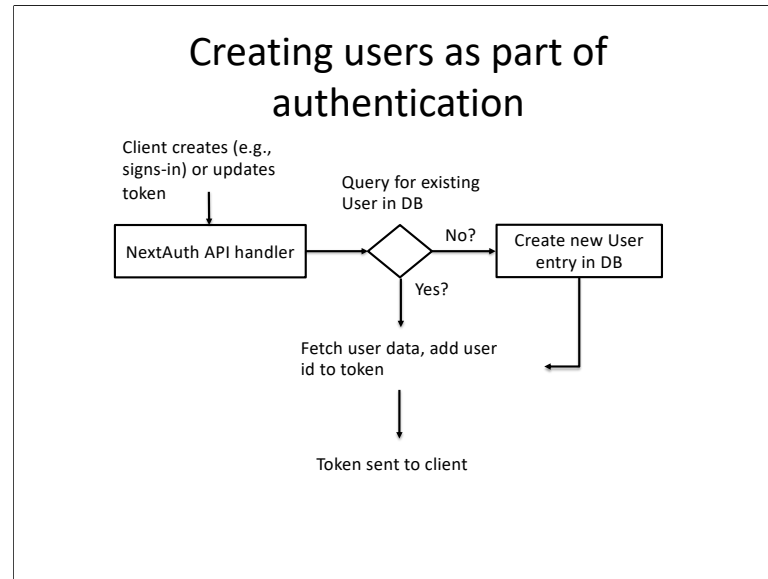 Creating users as part of
authentication
Client creates (e.g.,
signs-in) or updates
token
Query for existing
User in DB
NextAuth API handler
No?
Create new User
entry in DB
Yes?
Fetch user data, add user
id to token
Token sent to client